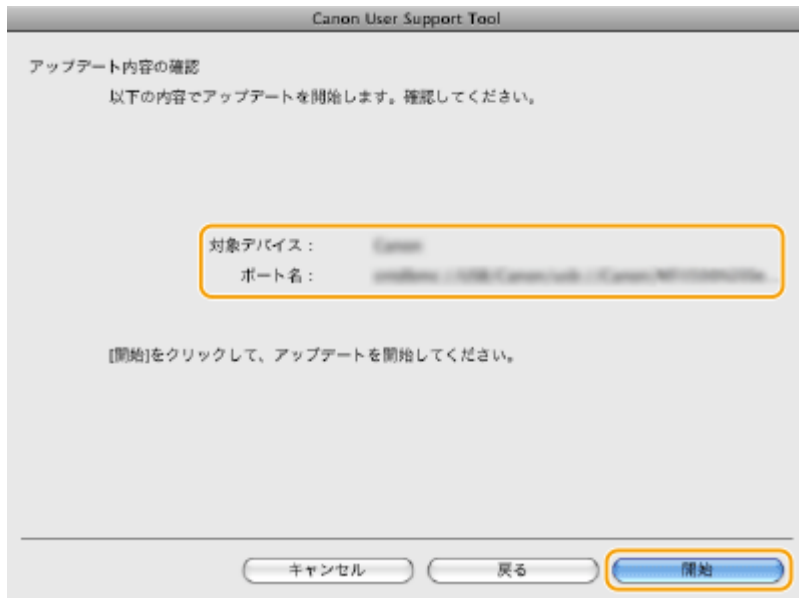 Canon User Support Tool
アップデート内容の確認
以下の内容でアップデートを開始します。確認してください。
対象デバイス： Canon
ポート名：
[開始]をクリックして、アップデートを開始してください。
キャンセル 戻る 開始